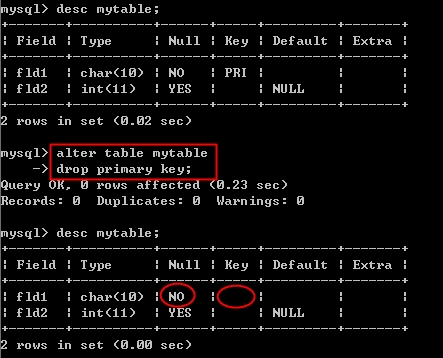 mysql> desc mytable;
+-------+----------+------+-----+---------+-------+
¦ Field ¦ Type     ¦ Null ¦ Key ¦ Default ¦ Extra ¦
+-------+----------+------+-----+---------+-------+
¦ fld1  ¦ char(10) ¦ NO   ¦ PRI ¦         ¦       ¦
¦ fld2  ¦ int(11)  ¦ YES  ¦     ¦ NULL    ¦       ¦
+-------+----------+------+-----+---------+-------+
2 rows in set (0.02 sec)
mysql> alter table mytable
    -> drop primary key;
Query OK, 0 rows affected (0.23 sec)
Records: 0  Duplicates: 0  Warnings: 0
mysql> desc mytable;
+-------+----------+------+-----+---------+-------+
¦ Field ¦ Type     ¦ Null ¦ Key ¦ Default ¦ Extra ¦
+-------+----------+------+-----+---------+-------+
¦ fld1  ¦ char(10) ¦ NO   ¦     ¦         ¦       ¦
¦ fld2  ¦ int(11)  ¦ YES  ¦     ¦ NULL    ¦       ¦
+-------+----------+------+-----+---------+-------+
2 rows in set (0.00 sec)